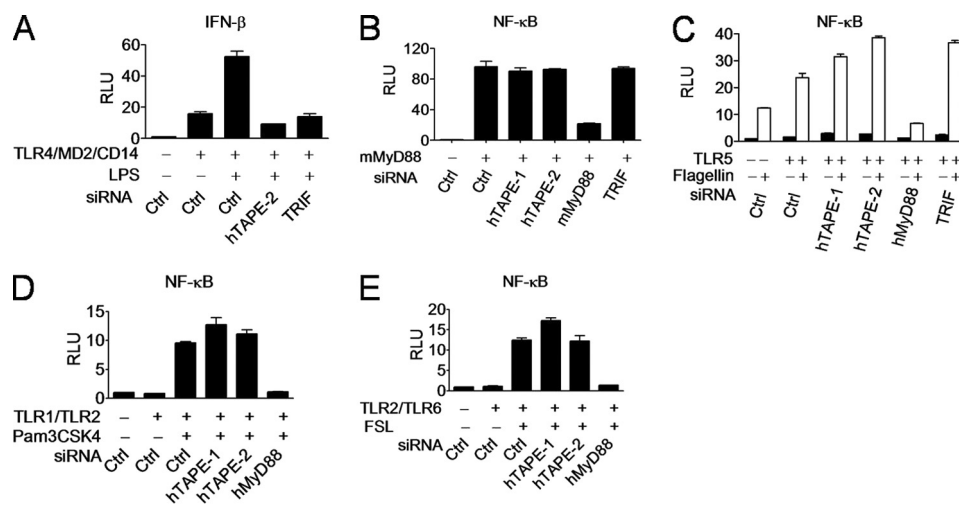 A
IFN-β
RLU
60
40
20
0
TLR4/MD2/CD14 – + + + +
LPS – – + + +
siRNA
Ctrl Ctrl Ctrl hTAPE-2 TRIF
B
NF-κB
RLU
120
80
40
0
mMyD88 – + + + + +
siRNA
Ctrl Ctrl hTAPE-1 hTAPE-2 mMyD88 TRIF
C
NF-κB
RLU
40
30
20
10
0
TLR5 – – + + + + + + + + + +
Flagellin – + – + – + – + – + – +
siRNA
Ctrl Ctrl hTAPE-1 hTAPE-2 hMyD88 TRIF
D
NF-κB
RLU
15
10
5
0
TLR1/TLR2 – + + + + +
Pam3CSK4 – – + + + +
siRNA
Ctrl Ctrl Ctrl hTAPE-1 hTAPE-2 hMyD88
E
NF-κB
RLU
20
15
10
5
0
TLR2/TLR6 – + + + + +
FSL – – + + + +
siRNA
Ctrl Ctrl Ctrl hTAPE-1 hTAPE-2 hMyD88